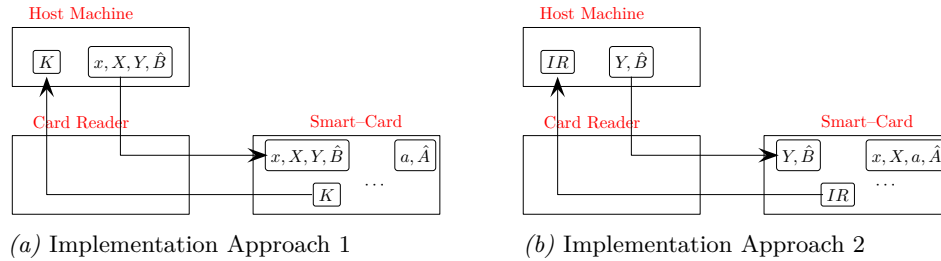 Host Machine
K
x, X, Y, B̂
Card Reader
Smart–Card
x, X, Y, B̂
a, Â
...
K
(a) Implementation Approach 1
Host Machine
IR
Y, B̂
Card Reader
Smart–Card
Y, B̂
x, X, a, Â
...
IR
(b) Implementation Approach 2